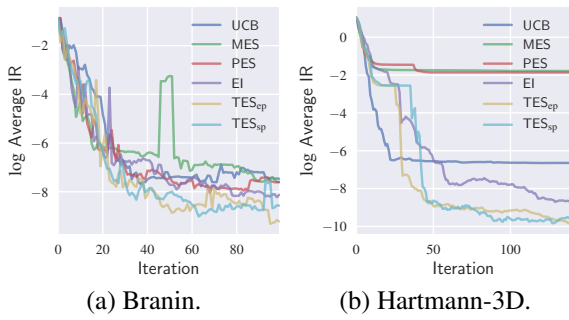 log Average IR
−2
−4
−6
−8
0
20
40
60
80
Iteration
UCB
MES
PES
EI
TESep
TESsp
(a) Branin.
log Average IR
0
−2
−4
−6
−8
−10
0
50
100
Iteration
UCB
MES
PES
EI
TESep
TESsp
(b) Hartmann-3D.